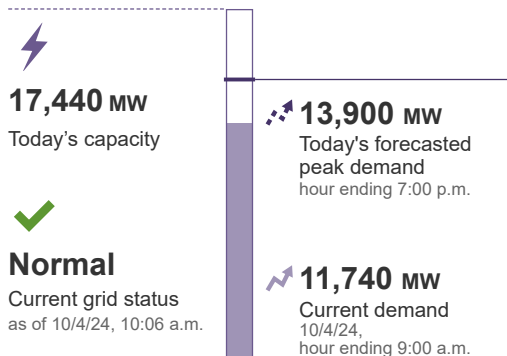 17,440 MW
Today’s capacity
Normal
Current grid status
as of 10/4/24, 10:06 a.m.
13,900 MW
Today's forecasted
peak demand
hour ending 7:00 p.m.
11,740 MW
Current demand
10/4/24,
hour ending 9:00 a.m.